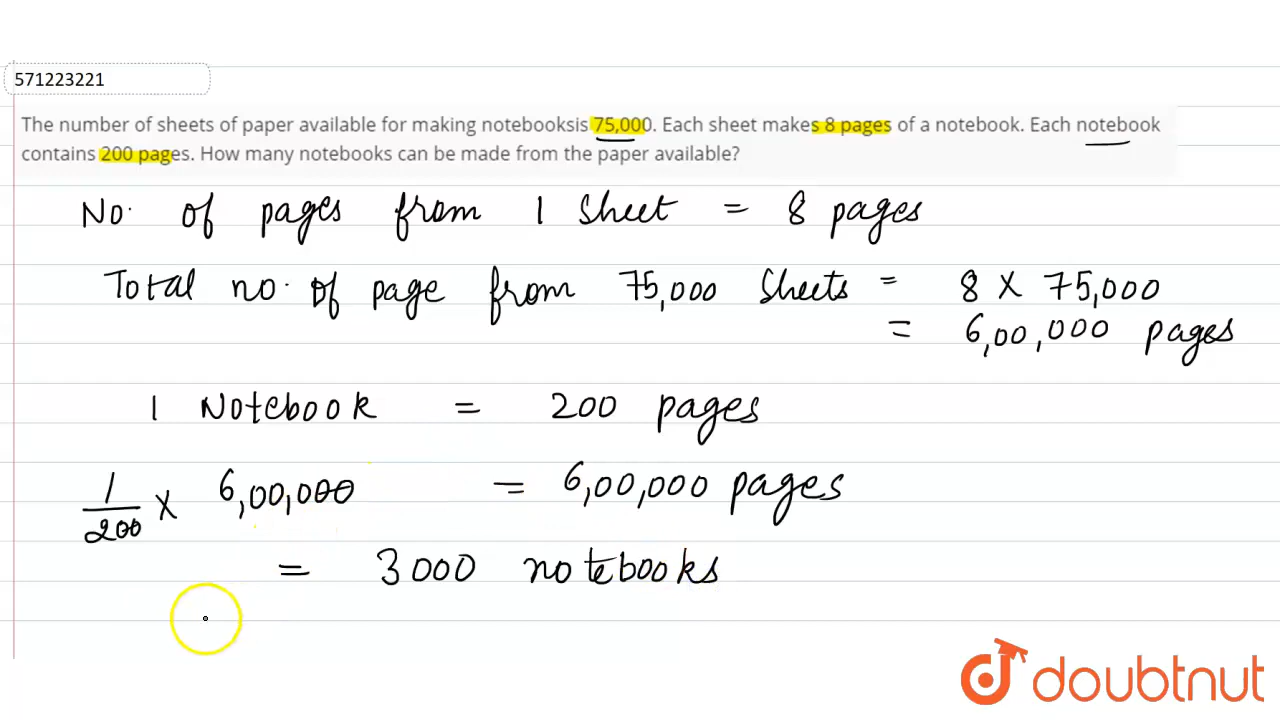 571223221
The number of sheets of paper available for making notebooksis 75,000. Each sheet makes 8 pages of a notebook. Each notebook
contains 200 pages. How many notebooks can be made from the paper available?
No. of pages from 1 sheet = 8 pages
Total no. of page from 75,000 sheets = 8 X 75,000
= 6,00,000 pages
1 Notebook = 200 pages
1/200 X 6,00,000 = 6,00,000 pages
= 3000 notebooks
doubtnut